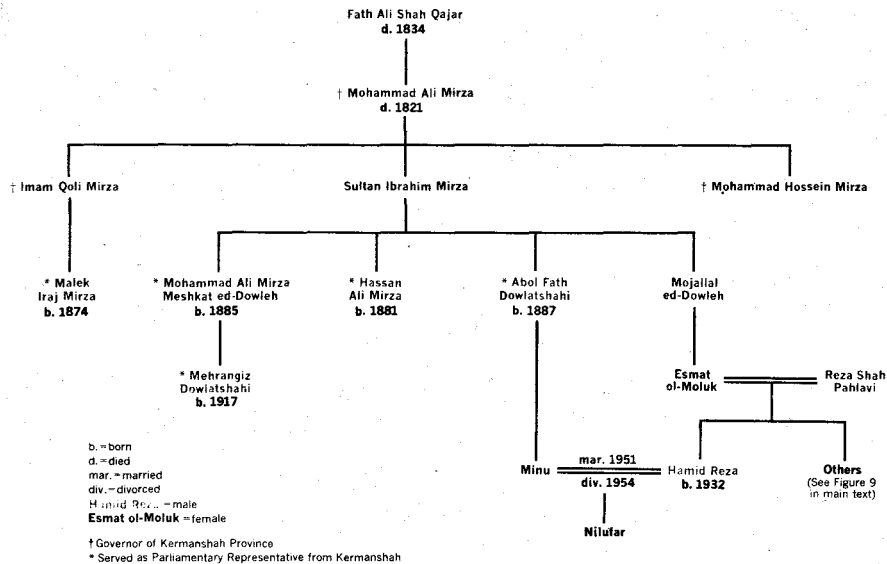 Fath Ali Shah Qajar
d. 1834
† Mohammad Ali Mirza
d. 1821
† Imam Qoli Mirza
Sultan Ibrahim Mirza
† Mohammad Hossein Mirza
* Malek
Iraj Mirza
b. 1874
* Mohammad Ali Mirza
Meshkat ed-Dowleh
b. 1885
* Hassan
Ali Mirza
b. 1881
* Abol Fath
Dowlatshahi
b. 1887
Mojallal
ed-Dowleh
* Mehrangiz
Dowlatshahi
b. 1917
Esmat
ol-Moluk
Reza Shah
Pahlavi
Minu
mar. 1951
div. 1954
Hamid Reza
b. 1932
Others
(See Figure 9
in main text)
Nilufar
b.=born
d.=died
mar.=married
div.=divorced
Hamid Reza =male
Esmat ol-Moluk =female
† Governor of Kermanshah Province
* Served as Parliamentary Representative from Kermanshah